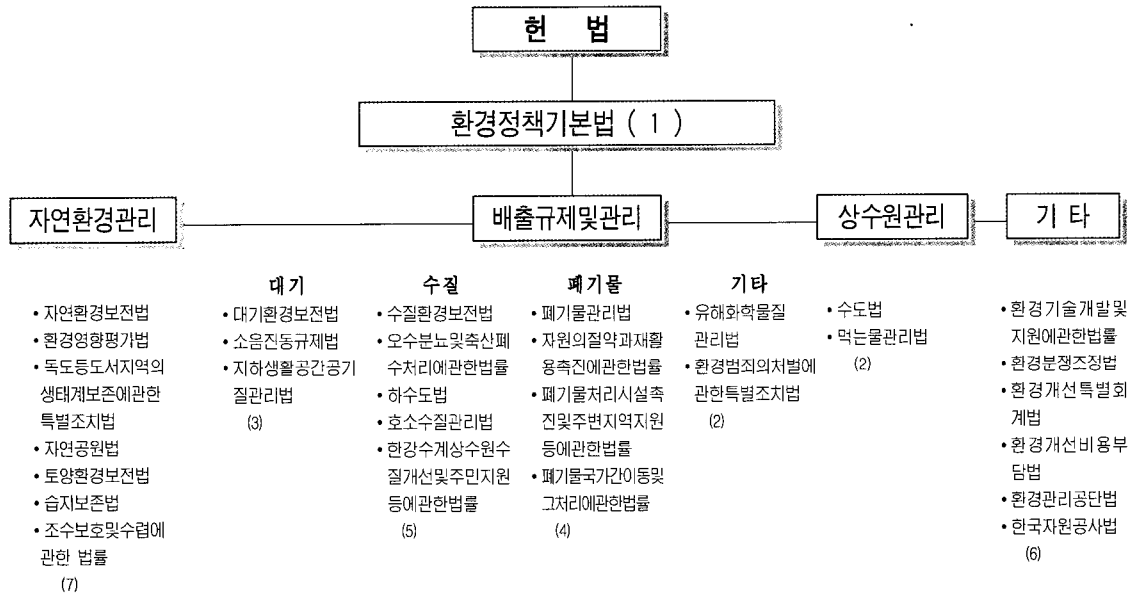 헌 법
환경정책기본법 ( 1 )
자연환경관리
배출규제및관리
상수원관리
기 타
• 자연환경보전법
• 환경영향평가법
• 독도등도서지역의
생태계보존에관한
특별조치법
• 자연공원법
• 토양환경보전법
• 습지보존법
• 조수보호및수렵에
관한 법률
(7)
대기
• 대기환경보전법
• 소음진동규제법
• 지하생활공간공기
질관리법
(3)
수질
• 수질환경보전법
• 오수분뇨및축산폐
수처리에관한법률
• 하수도법
• 호소수질관리법
• 한강수계상수원수
질개선및주민지원
등에관한법률
(5)
폐기물
• 폐기물관리법
• 자원의절약과재활
용촉진에관한법률
• 폐기물처리시설촉
진및주변지역지원
등에관한법률
• 폐기물국가간이동및
그처리에관한법률
(4)
기타
• 유해화학물질
관리법
• 환경범죄의처벌에
관한특별조치법
(2)
• 수도법
• 먹는물관리법
(2)
• 환경기술개발및
지원에관한법률
• 환경분쟁조정법
• 환경개선특별회
계법
• 환경개선비용부
담법
• 환경관리공단법
• 한국자원공사법
(6)